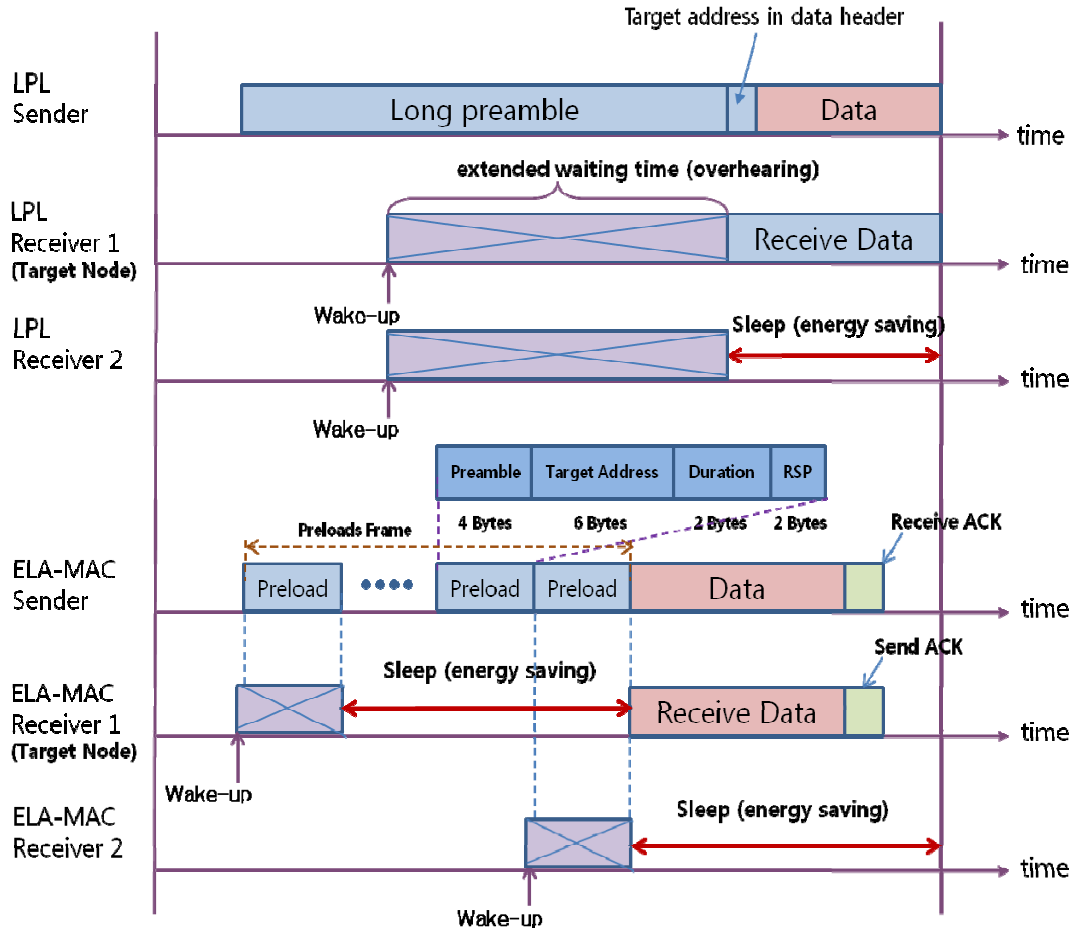 Target address in data header
LPL
Sender
Long preamble
Data
time
extended waiting time (overhearing)
LPL
Receiver 1
(Target Node)
Receive Data
time
Wake-up
LPL
Receiver 2
Sleep (energy saving)
time
Wake-up
Preamble
Target Address
Duration
RSP
4 Bytes
6 Bytes
2 Bytes
2 Bytes
Preloads Frame
Receive ACK
ELA-MAC
Sender
Preload
Preload
Preload
Data
time
Send ACK
Sleep (energy saving)
ELA-MAC
Receiver 1
(Target Node)
Receive Data
time
Wake-up
ELA-MAC
Receiver 2
Sleep (energy saving)
time
Wake-up